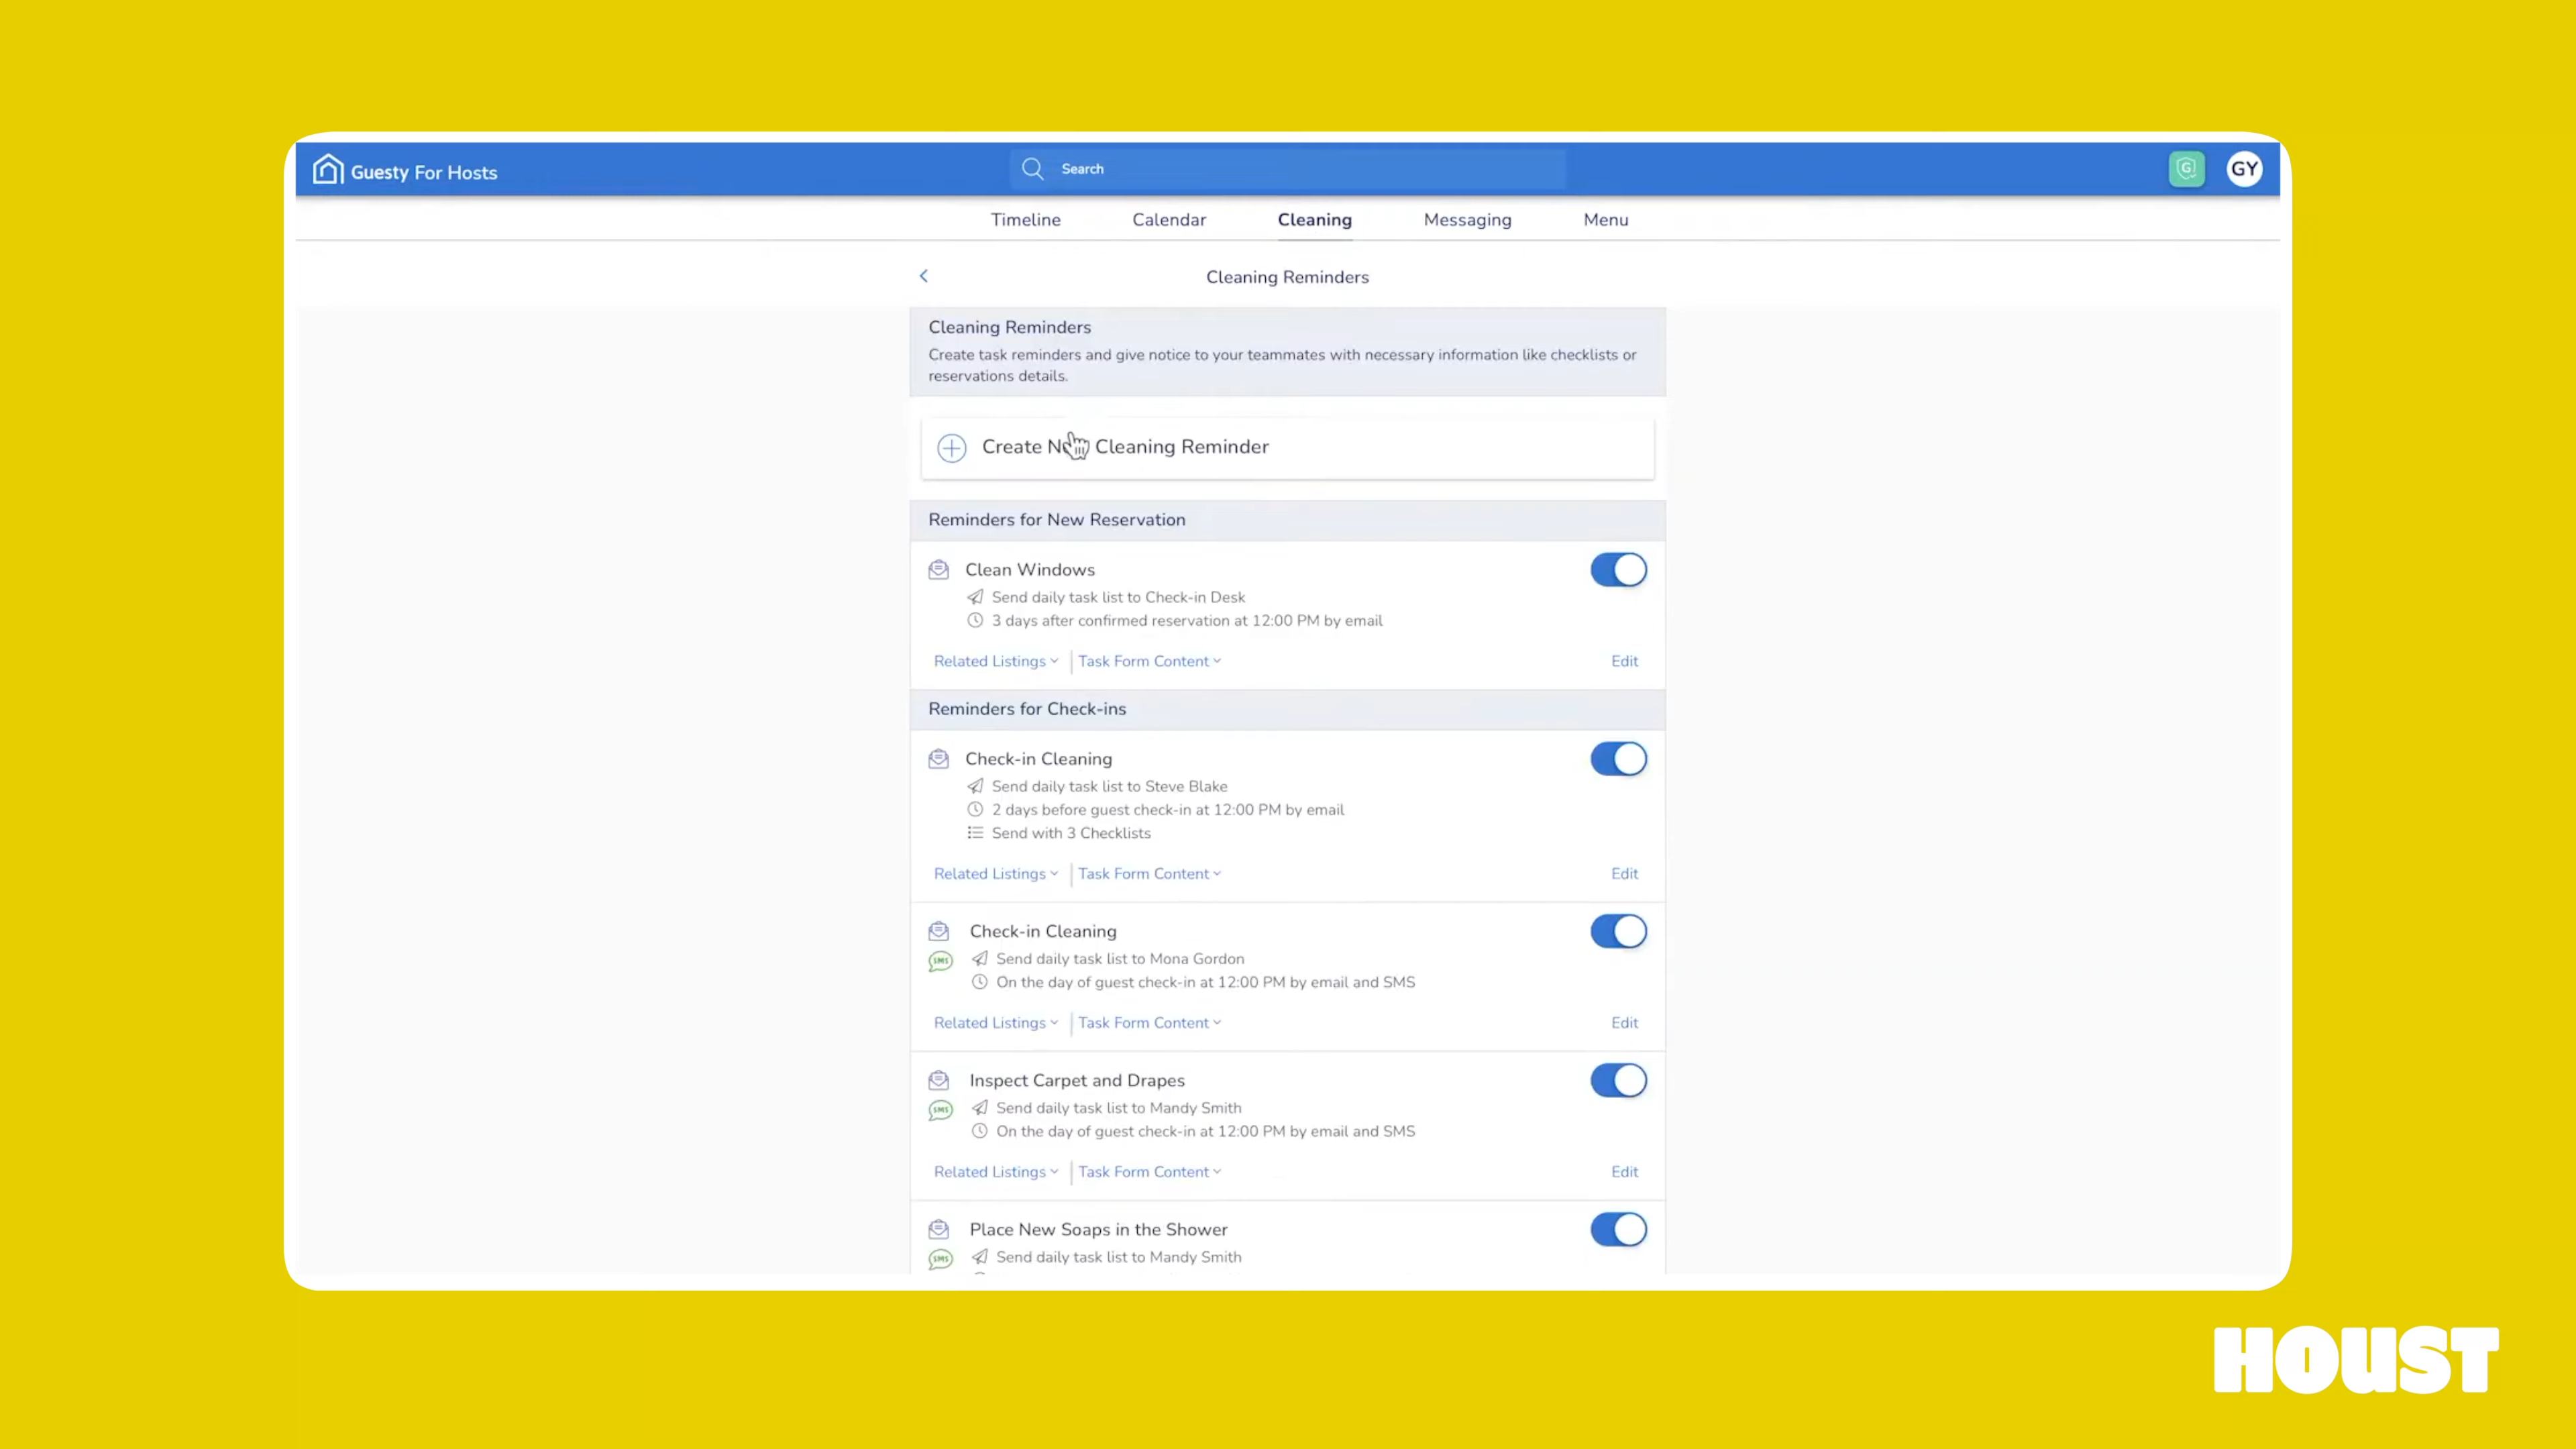 Guesty For Hosts
Search
G
GY
Timeline
Calendar
Cleaning
Messaging
Menu
Cleaning Reminders
Cleaning Reminders
Create task reminders and give notice to your teammates with necessary information like checklists or
reservations details.
Create New Cleaning Reminder
Reminders for New Reservation
Clean Windows
Send daily task list to Check-in Desk
3 days after confirmed reservation at 12:00 PM by email
Related Listings
Task Form Content
Edit
Reminders for Check-ins
Check-in Cleaning
Send daily task list to Steve Blake
2 days before guest check-in at 12:00 PM by email
Send with 3 Checklists
Related Listings
Task Form Content
Edit
Check-in Cleaning
SMS
Send daily task list to Mona Gordon
On the day of guest check-in at 12:00 PM by email and SMS
Related Listings
Task Form Content
Edit
Inspect Carpet and Drapes
SMS
Send daily task list to Mandy Smith
On the day of guest check-in at 12:00 PM by email and SMS
Related Listings
Task Form Content
Edit
Place New Soaps in the Shower
SMS
Send daily task list to Mandy Smith
HOUST